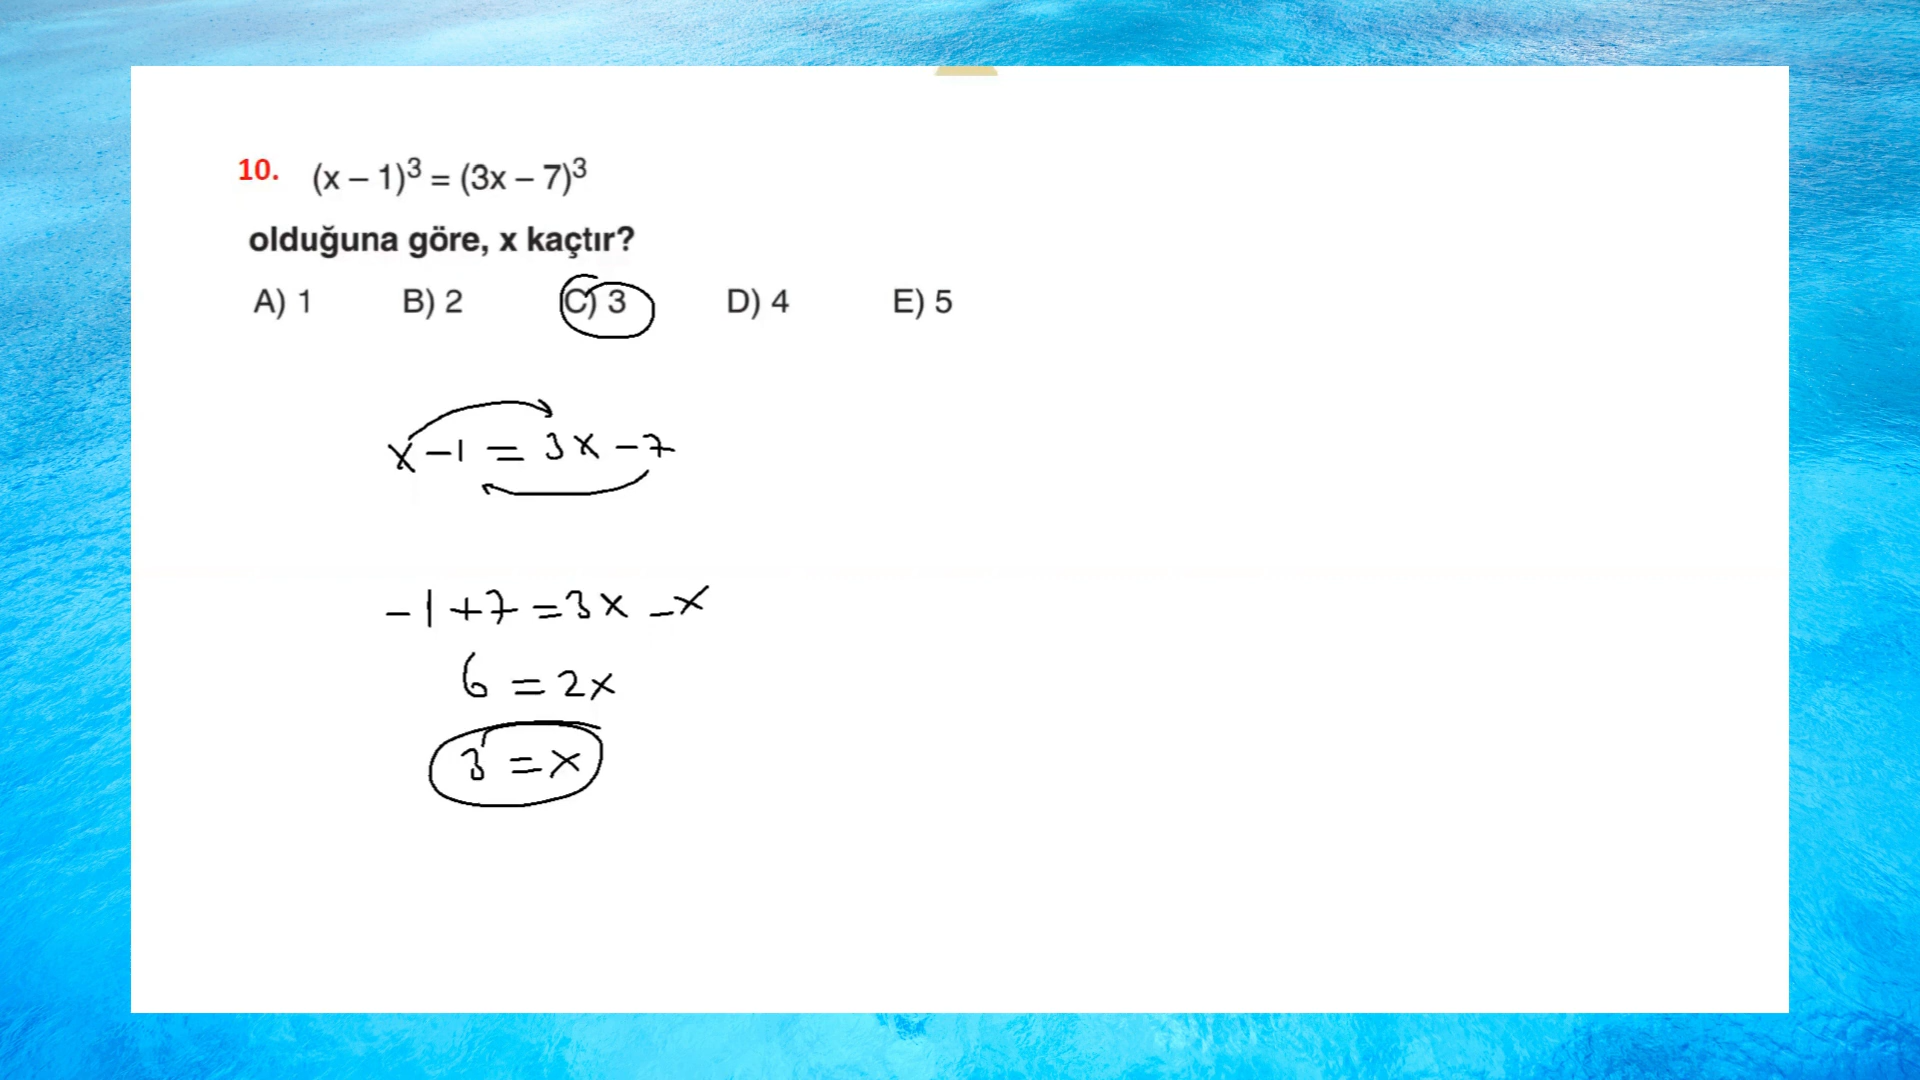 10. (x – 1)³ = (3x – 7)³
olduğuna göre, x kaçtır?
A) 1 B) 2 C) 3 D) 4 E) 5
x - 1 = 3x - 7
-1 + 7 = 3x - x
6 = 2x
3 = x